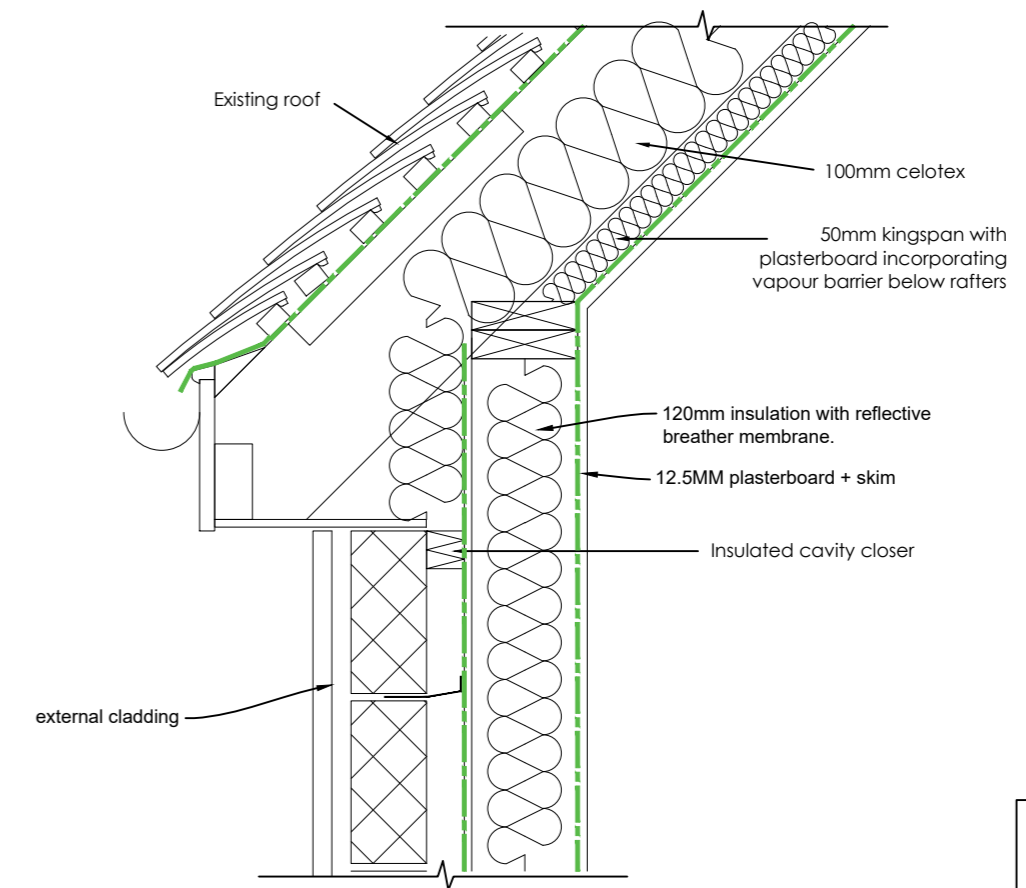 Existing roof
100mm celotex
50mm kingspan with
plasterboard incorporating
vapour barrier below rafters
120mm insulation with reflective
breather membrane.
12.5MM plasterboard + skim
Insulated cavity closer
external cladding